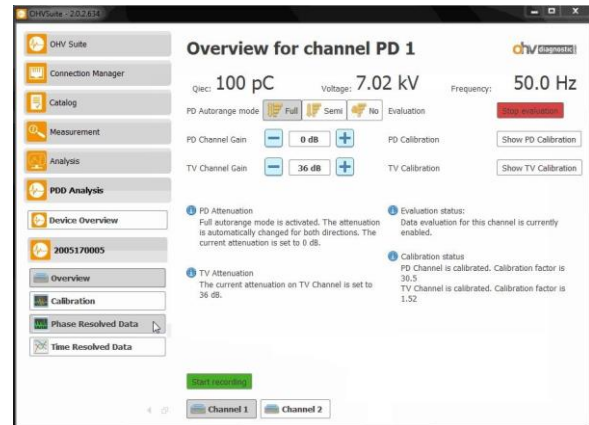 OHVSuite - 2.0.2.634
OHV Suite
Connection Manager
Catalog
Measurement
Analysis
PDD Analysis
Device Overview
2005170005
Overview
Calibration
Phase Resolved Data
Time Resolved Data
Overview for channel PD 1
ohv diagnostic
Qiec: 100 pC Voltage: 7.02 kV Frequency: 50.0 Hz
PD Autorange mode Full Semi No Evaluation Stop evaluation
PD Channel Gain 0 dB PD Calibration Show PD Calibration
TV Channel Gain 36 dB TV Calibration Show TV Calibration
PD Attenuation
Full autorange mode is activated. The attenuation
is automatically changed for both directions. The
current attenuation is set to 0 dB.
TV Attenuation
The current attenuation on TV Channel is set to
36 dB.
Evaluation status:
Data evaluation for this channel is currently
enabled.
Calibration status
PD Channel is calibrated. Calibration factor is
30.5
TV Channel is calibrated. Calibration factor is
1.52
Start recording
Channel 1 Channel 2